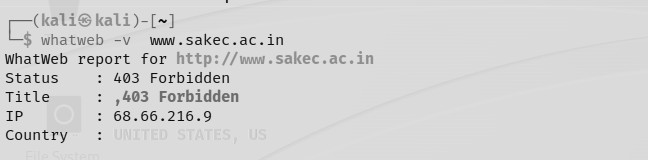 ┌──(kali㉿kali)-[~]
└─$ whatweb -v  www.sakec.ac.in
WhatWeb report for http://www.sakec.ac.in
Status    : 403 Forbidden
Title     : ,403 Forbidden
IP        : 68.66.216.9
Country   : UNITED STATES, US
File System